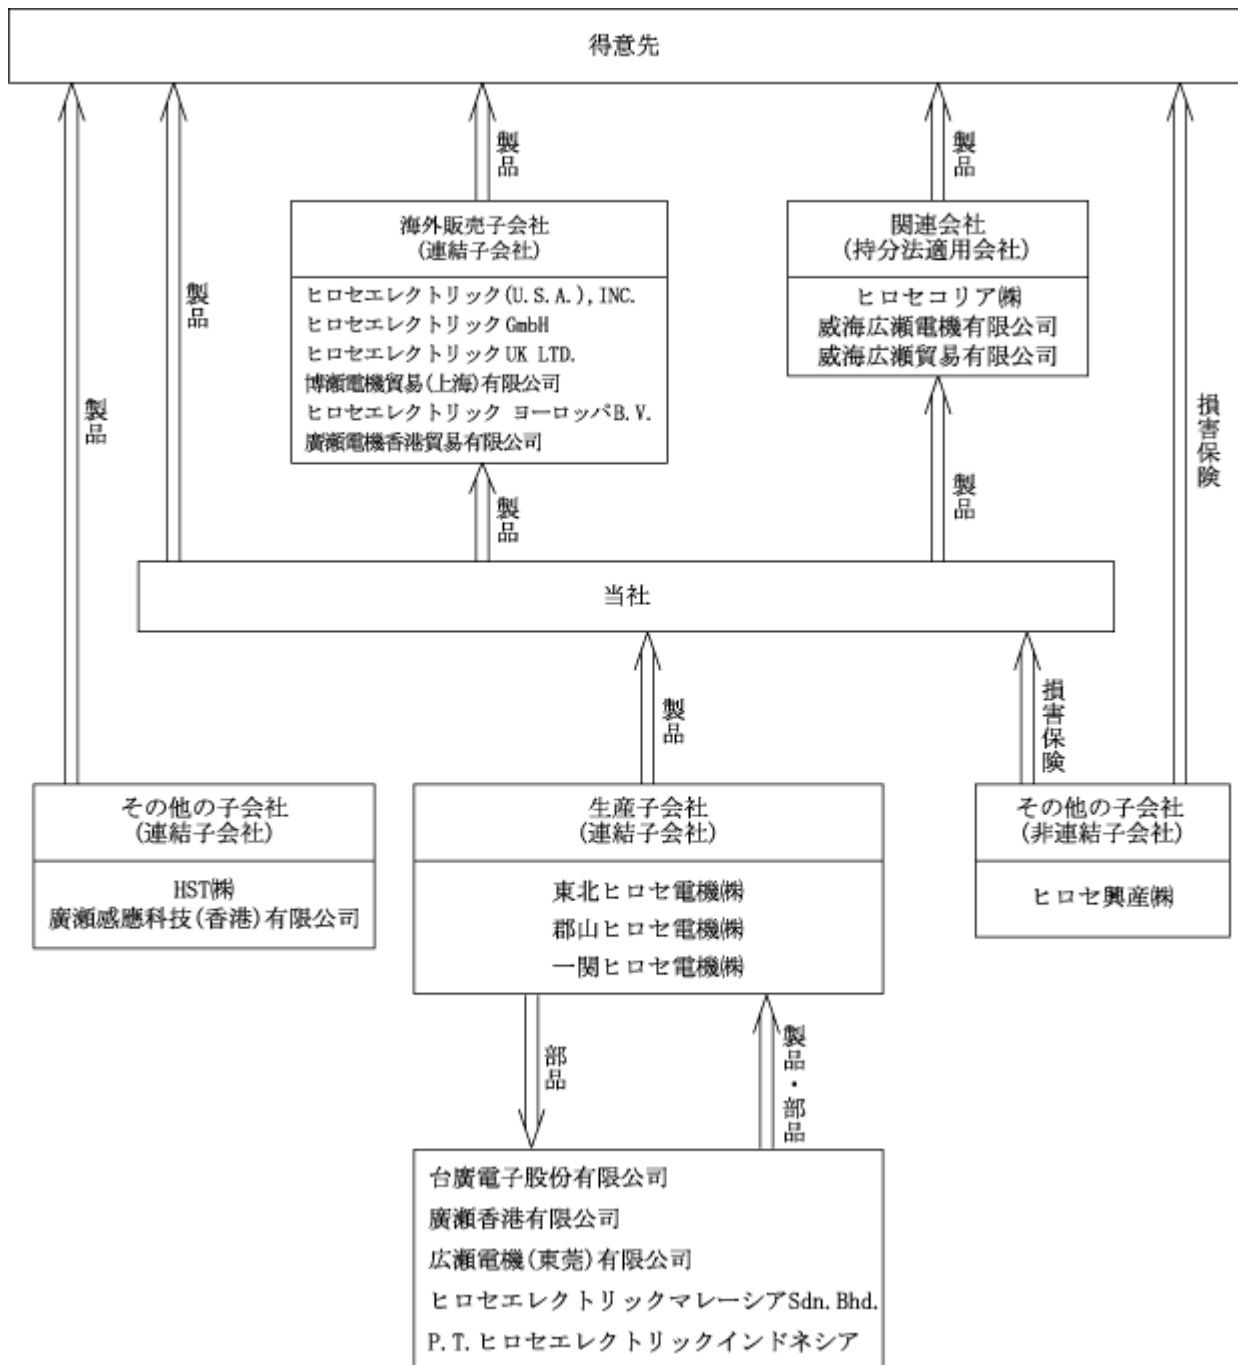 得意先
製品
製品
製品
製品
損害保険
海外販売子会社
(連結子会社)
ヒロセエレクトリック(U.S.A.),INC.
ヒロセエレクトリックGmbH
ヒロセエレクトリックUK LTD.
博瀬電機貿易(上海)有限公司
ヒロセエレクトリック ヨーロッパB.V.
廣瀬電機香港貿易有限公司
関連会社
(持分法適用会社)
ヒロセコリア㈱
威海広瀬電機有限公司
威海広瀬貿易有限公司
製品
製品
当社
製品
損害保険
その他の子会社
(連結子会社)
HST㈱
廣瀬感應科技(香港)有限公司
生産子会社
(連結子会社)
東北ヒロセ電機㈱
郡山ヒロセ電機㈱
一関ヒロセ電機㈱
その他の子会社
(非連結子会社)
ヒロセ興産㈱
部品
製品・部品
台廣電子股份有限公司
廣瀬香港有限公司
広瀬電機(東莞)有限公司
ヒロセエレクトリックマレーシアSdn.Bhd.
P.T.ヒロセエレクトリックインドネシア